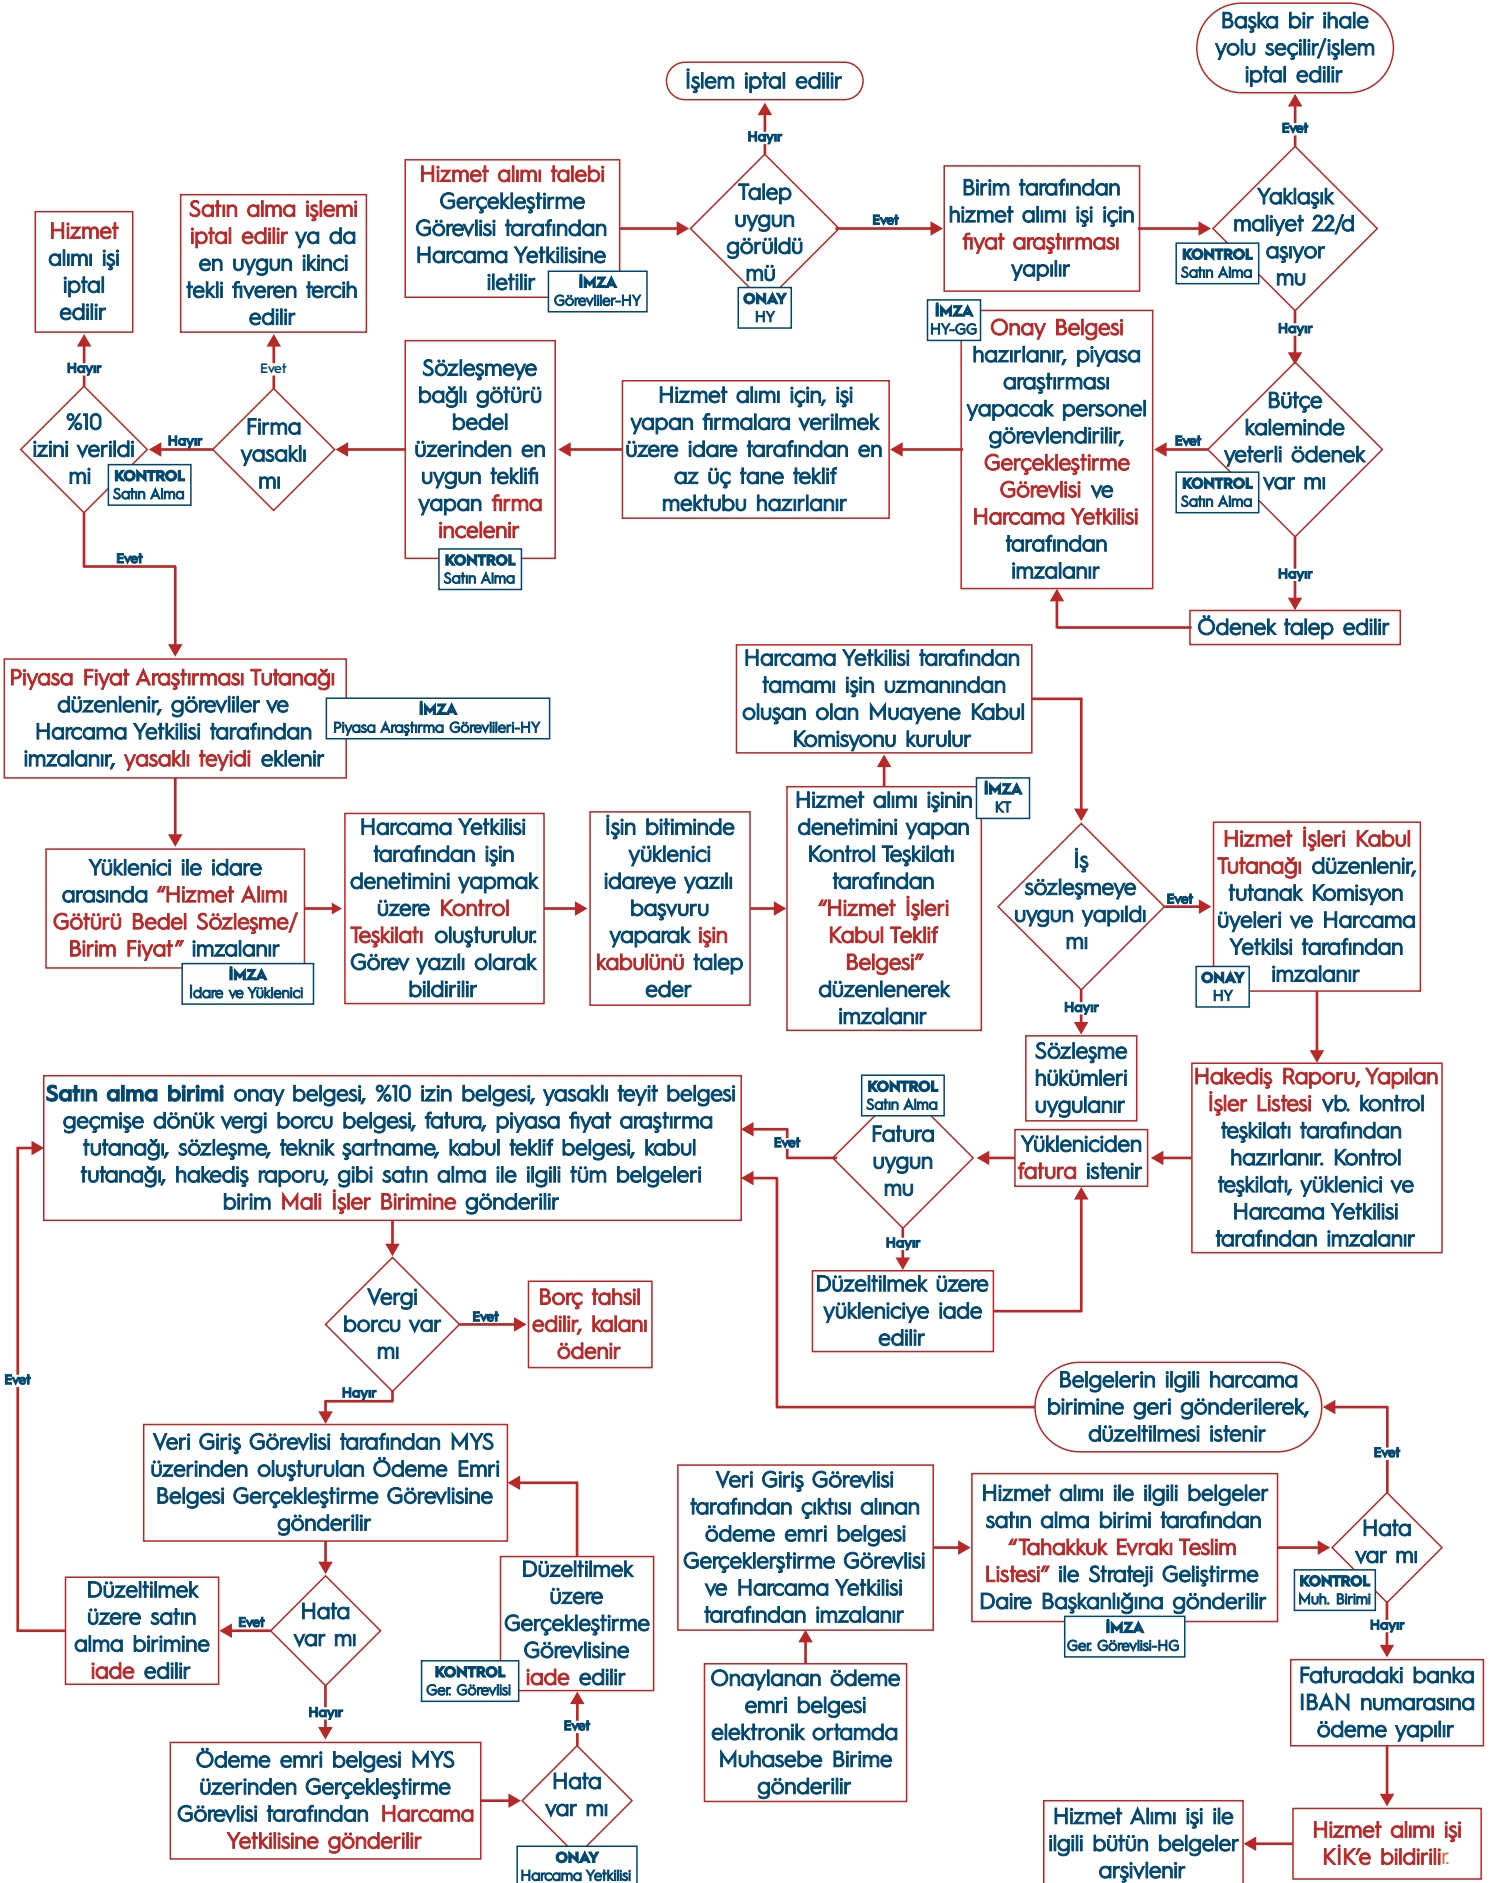 Başka bir ihale
yolu seçilir/işlem
iptal edilir
Evet
İşlem iptal edilir
Hayır
Hizmet alımı talebi
Gerçekleştirme
Görevlisi tarafından
Harcama Yetkilisine
iletilir
İMZA
Görevliler-HY
Talep
uygun
görüldü
mü
ONAY
HY
Evet
Birim tarafından
hizmet alımı işi için
fiyat araştırması
yapılır
Yaklaşık
maliyet 22/d
aşıyor
mu
KONTROL
Satın Alma
Hayır
Bütçe
kaleminde
yeterli ödenek
var mı
KONTROL
Satın Alma
Evet
Hayır
Ödenek talep edilir
İMZA
HY-GG
Onay Belgesi
hazırlanır, piyasa
araştırması
yapacak personel
görevlendirilir,
Gerçekleştirme
Görevlisi ve
Harcama Yetkilisi
tarafından
imzalanır
Hizmet alımı için, işi
yapan firmalara verilmek
üzere idare tarafından en
az üç tane teklif
mektubu hazırlanır
Sözleşmeye
bağlı götürü
bedel
üzerinden en
uygun teklifi
yapan firma
incelenir
KONTROL
Satın Alma
Firma
yasaklı
mı
Evet
Satın alma işlemi
iptal edilir ya da
en uygun ikinci
tekli fiveren tercih
edilir
Hayır
%10
izini verildi
mi
KONTROL
Satın Alma
Hayır
Hizmet
alımı işi
iptal
edilir
Evet
Piyasa Fiyat Araştırması Tutanağı
düzenlenir, görevliler ve
Harcama Yetkilisi tarafından
imzalanır, yasaklı teyidi eklenir
İMZA
Piyasa Araştırma Görevlileri-HY
Yüklenici ile idare
arasında “Hizmet Alımı
Götürü Bedel Sözleşme/
Birim Fiyat” imzalanır
İMZA
İdare ve Yüklenici
Harcama Yetkilisi
tarafından işin
denetimini yapmak
üzere Kontrol
Teşkilatı oluşturulur.
Görev yazılı olarak
bildirilir
İşin bitiminde
yüklenici
idareye yazılı
başvuru
yaparak işin
kabulünü talep
eder
Hizmet alımı işinin
denetimini yapan
Kontrol Teşkilatı
tarafından
“Hizmet İşleri
Kabul Teklif
Belgesi”
düzenlenerek
imzalanır
İMZA
KT
Harcama Yetkilisi tarafından
tamamı işin uzmanından
oluşan olan Muayene Kabul
Komisyonu kurulur
İş
sözleşmeye
uygun yapıldı
mı
Evet
Hayır
Sözleşme
hükümleri
uygulanır
Hizmet İşleri Kabul
Tutanağı düzenlenir,
tutanak Komisyon
üyeleri ve Harcama
Yetkilsi tarafından
imzalanır
ONAY
HY
Hakediş Raporu, Yapılan
İşler Listesi vb. kontrol
teşkilatı tarafından
hazırlanır. Kontrol
teşkilatı, yüklenici ve
Harcama Yetkilisi
tarafından imzalanır
Yükleniciden
fatura istenir
KONTROL
Satın Alma
Fatura
uygun
mu
Evet
Hayır
Düzeltilmek üzere
yükleniciye iade
edilir
Satın alma birimi onay belgesi, %10 izin belgesi, yasaklı teyit belgesi
geçmişe dönük vergi borcu belgesi, fatura, piyasa fiyat araştırma
tutanağı, sözleşme, teknik şartname, kabul teklif belgesi, kabul
tutanağı, hakediş raporu, gibi satın alma ile ilgili tüm belgeleri
birim Mali İşler Birimine gönderilir
Vergi
borcu var
mı
Evet
Borç tahsil
edilir, kalanı
ödenir
Hayır
Veri Giriş Görevlisi tarafından MYS
üzerinden oluşturulan Ödeme Emri
Belgesi Gerçekleştirme Görevlisine
gönderilir
Hata
var mı
Evet
Düzeltilmek
üzere satın
alma birimine
iade edilir
Evet
Hayır
Ödeme emri belgesi MYS
üzerinden Gerçekleştirme
Görevlisi tarafından Harcama
Yetkilisine gönderilir
Hata
var mı
ONAY
Harcama Yetkilisi
Evet
Düzeltilmek
üzere
Gerçekleştirme
Görevlisine
iade edilir
KONTROL
Ger. Görevlisi
Onaylanan ödeme
emri belgesi
elektronik ortamda
Muhasebe Birime
gönderilir
Veri Giriş Görevlisi
tarafından çıktısı alınan
ödeme emri belgesi
Gerçeklerştirme Görevlisi
ve Harcama Yetkilisi
tarafından imzalanır
Hizmet alımı ile ilgili belgeler
satın alma birimi tarafından
“Tahakkuk Evrakı Teslim
Listesi” ile Strateji Geliştirme
Daire Başkanlığına gönderilir
İMZA
Ger. Görevlisi-HG
Hata
var mı
KONTROL
Muh. Birimi
Evet
Belgelerin ilgili harcama
birimine geri gönderilerek,
düzeltilmesi istenir
Hayır
Faturadaki banka
IBAN numarasına
ödeme yapılır
Hizmet alımı işi
KİK’e bildirilir.
Hizmet Alımı işi ile
ilgili bütün belgeler
arşivlenir